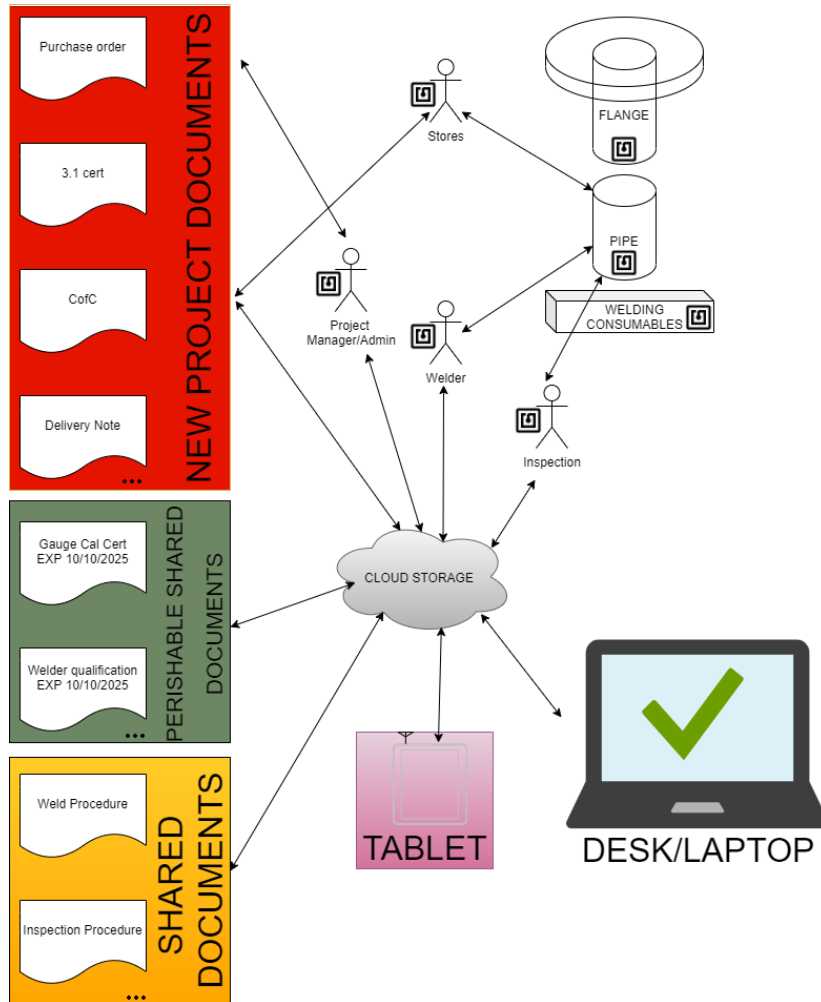 Purchase order
3.1 cert
CofC
Delivery Note
...
NEW PROJECT DOCUMENTS
Stores
FLANGE
PIPE
WELDING
CONSUMABLES
Project
Manager/Admin
Welder
Inspection
Gauge Cal Cert
EXP 10/10/2025
Welder qualification
EXP 10/10/2025
...
PERISHABLE SHARED
DOCUMENTS
CLOUD STORAGE
Weld Procedure
Inspection Procedure
...
SHARED
DOCUMENTS
TABLET
DESK/LAPTOP